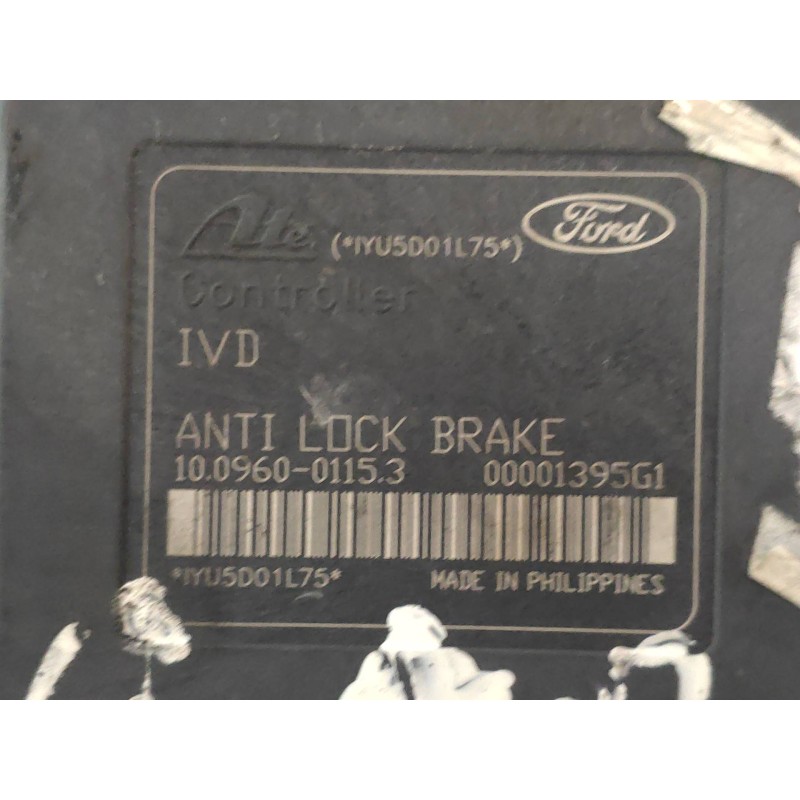 Ate (*IYU5D01L75*) Ford
Controller
IVD
ANTI LOCK BRAKE
10.0960-0115.3 00001395G1
*IYU5D01L75* MADE IN PHILIPPINES